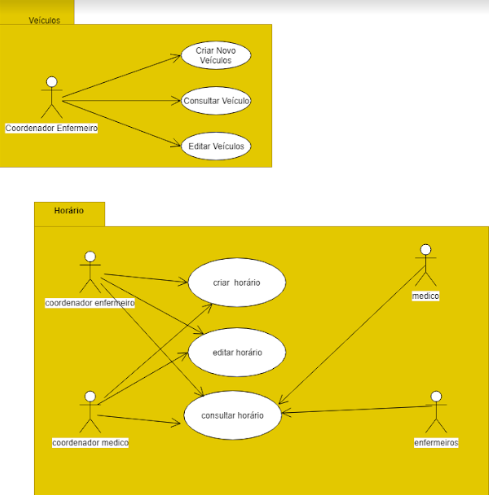 Veículos
Criar Novo
Veículos
Consultar Veículo
Coordenador Enfermeiro
Editar Veículos
Horário
coordenador enfermeiro
criar horário
medico
editar horário
consultar horário
coordenador medico
enfermeiros